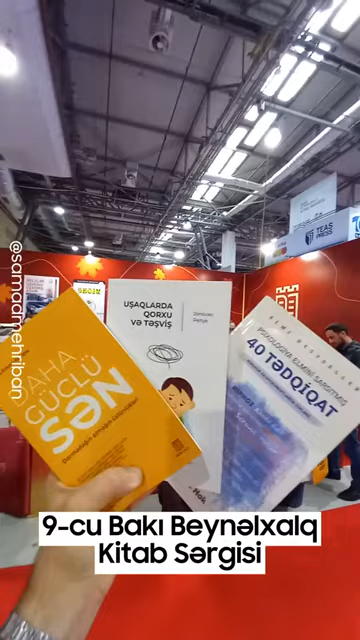 TEAS
PRESS
@samadmehriban
UŞAQLARDA
QORXU
VƏ TƏŞVİŞ
PSİXOLOGİYA ELMİNİ SARSITMIŞ
40 TƏDQİQAT
DAHA
GÜCLÜ
SƏN
9-cu Bakı Beynəlxalq
Kitab Sərgisi